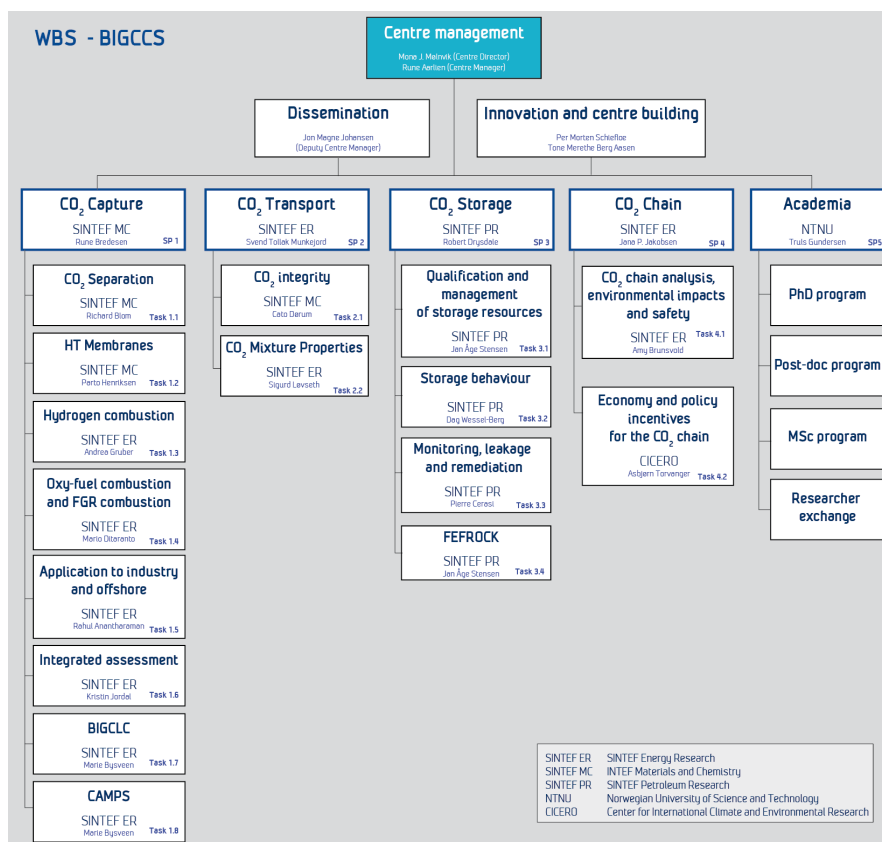 WBS - BIGCCS
Centre management
Mona J. Mølnvik (Centre Director)
Rune Aarlien (Centre Manager)
Dissemination
Jon Magne Johansen
(Deputy Centre Manager)
Innovation and centre building
Per Morten Schiefloe
Tone Merethe Berg Aasen
CO2 Capture
SINTEF MC
Rune Bredesen
SP 1
CO2 Separation
SINTEF MC
Richard Blom
Task 1.1
HT Membranes
SINTEF MC
Parto Henriksen
Task 1.2
Hydrogen combustion
SINTEF ER
Andrea Gruber
Task 1.3
Oxy-fuel combustion
and FGR combustion
SINTEF ER
Mario Ditaranto
Task 1.4
Application to industry
and offshore
SINTEF ER
Rahul Anantharaman
Task 1.5
Integrated assessment
SINTEF ER
Kristin Jordal
Task 1.6
BIGCLC
SINTEF ER
Marie Bysveen
Task 1.7
CAMPS
SINTEF ER
Marie Bysveen
Task 1.8
CO2 Transport
SINTEF ER
Svend Tollak Munkejord
SP 2
CO2 integrity
SINTEF MC
Cato Dørum
Task 2.1
CO2 Mixture Properties
SINTEF ER
Sigurd Løvseth
Task 2.2
CO2 Storage
SINTEF PR
Robert Drysdale
SP 3
Qualification and
management
of storage resources
SINTEF PR
Jan Åge Stensen
Task 3.1
Storage behaviour
SINTEF PR
Dag Wessel-Berg
Task 3.2
Monitoring, leakage
and remediation
SINTEF PR
Pierre Cerasi
Task 3.3
FEFROCK
SINTEF PR
Jan Åge Stensen
Task 3.4
CO2 Chain
SINTEF ER
Jana P. Jakobsen
SP 4
CO2 chain analysis,
environmental impacts
and safety
SINTEF ER
Task 4.1
Amy Brunsvold
Economy and policy
incentives
for the CO2 chain
CICERO
Asbjørn Torvanger
Task 4.2
Academia
NTNU
Truls Gundersen
SP5
PhD program
Post-doc program
MSc program
Researcher
exchange
SINTEF ER SINTEF Energy Research
SINTEF MC INTEF Materials and Chemistry
SINTEF PR SINTEF Petroleum Research
NTNU Norwegian University of Science and Technology
CICERO Center for International Climate and Environmental Research